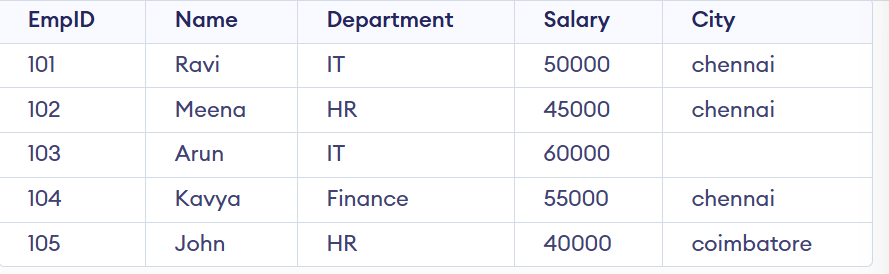 EmpID Name Department Salary City
101 Ravi IT 50000 chennai
102 Meena HR 45000 chennai
103 Arun IT 60000
104 Kavya Finance 55000 chennai
105 John HR 40000 coimbatore